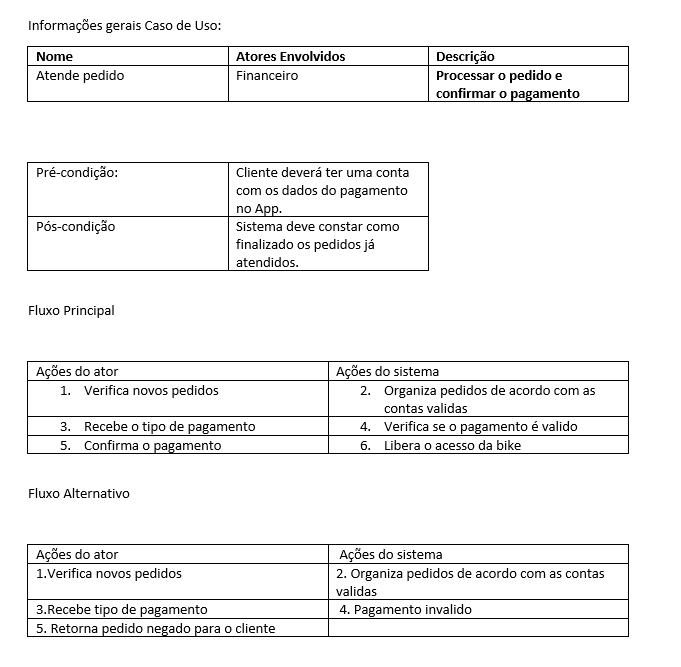 Informações gerais Caso de Uso:
Nome Atores Envolvidos Descrição
Atende pedido Financeiro Processar o pedido e
confirmar o pagamento
Pré-condição: Cliente deverá ter uma conta
com os dados do pagamento
no App.
Pós-condição Sistema deve constar como
finalizado os pedidos já
atendidos.
Fluxo Principal
Ações do ator Ações do sistema
1. Verifica novos pedidos 2. Organiza pedidos de acordo com as
contas validas
3. Recebe o tipo de pagamento 4. Verifica se o pagamento é valido
5. Confirma o pagamento 6. Libera o acesso da bike
Fluxo Alternativo
Ações do ator Ações do sistema
1.Verifica novos pedidos 2. Organiza pedidos de acordo com as contas
validas
3.Recebe tipo de pagamento 4. Pagamento invalido
5. Retorna pedido negado para o cliente